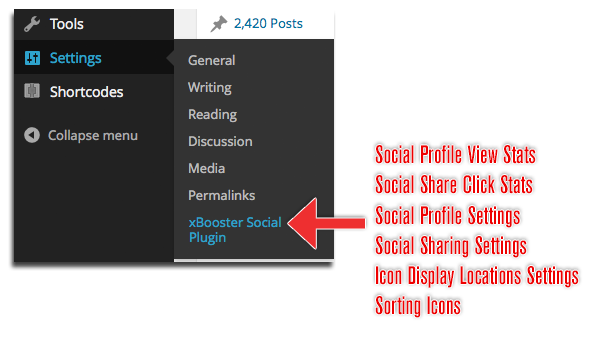 Tools
2,420 Posts
Settings
General
Shortcodes
Writing
Reading
Collapse menu
Discussion
Media
Permalinks
xBooster Social
Plugin
Social Profile View Stats
Social Share Click Stats
Social Profile Settings
Social Sharing Settings
Icon Display Locations Settings
Sorting Icons